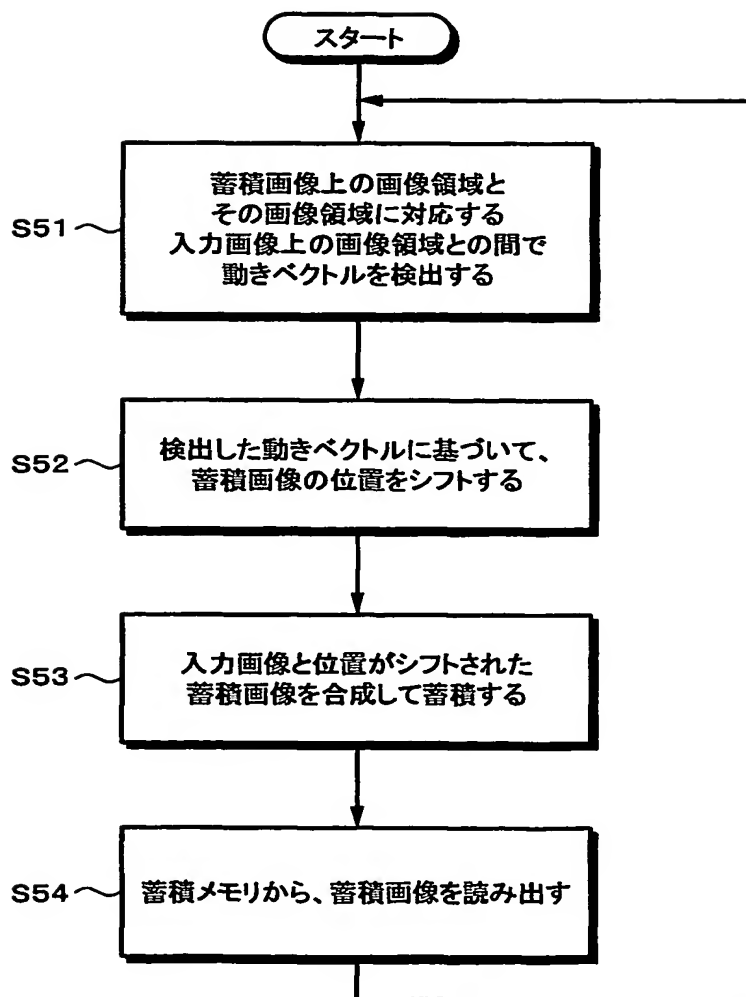 スタート
S51
蓄積画像上の画像領域と
その画像領域に対応する
入力画像上の画像領域との間で
動きベクトルを検出する
S52
検出した動きベクトルに基づいて、
蓄積画像の位置をシフトする
S53
入力画像と位置がシフトされた
蓄積画像を合成して蓄積する
S54
蓄積メモリから、蓄積画像を読み出す